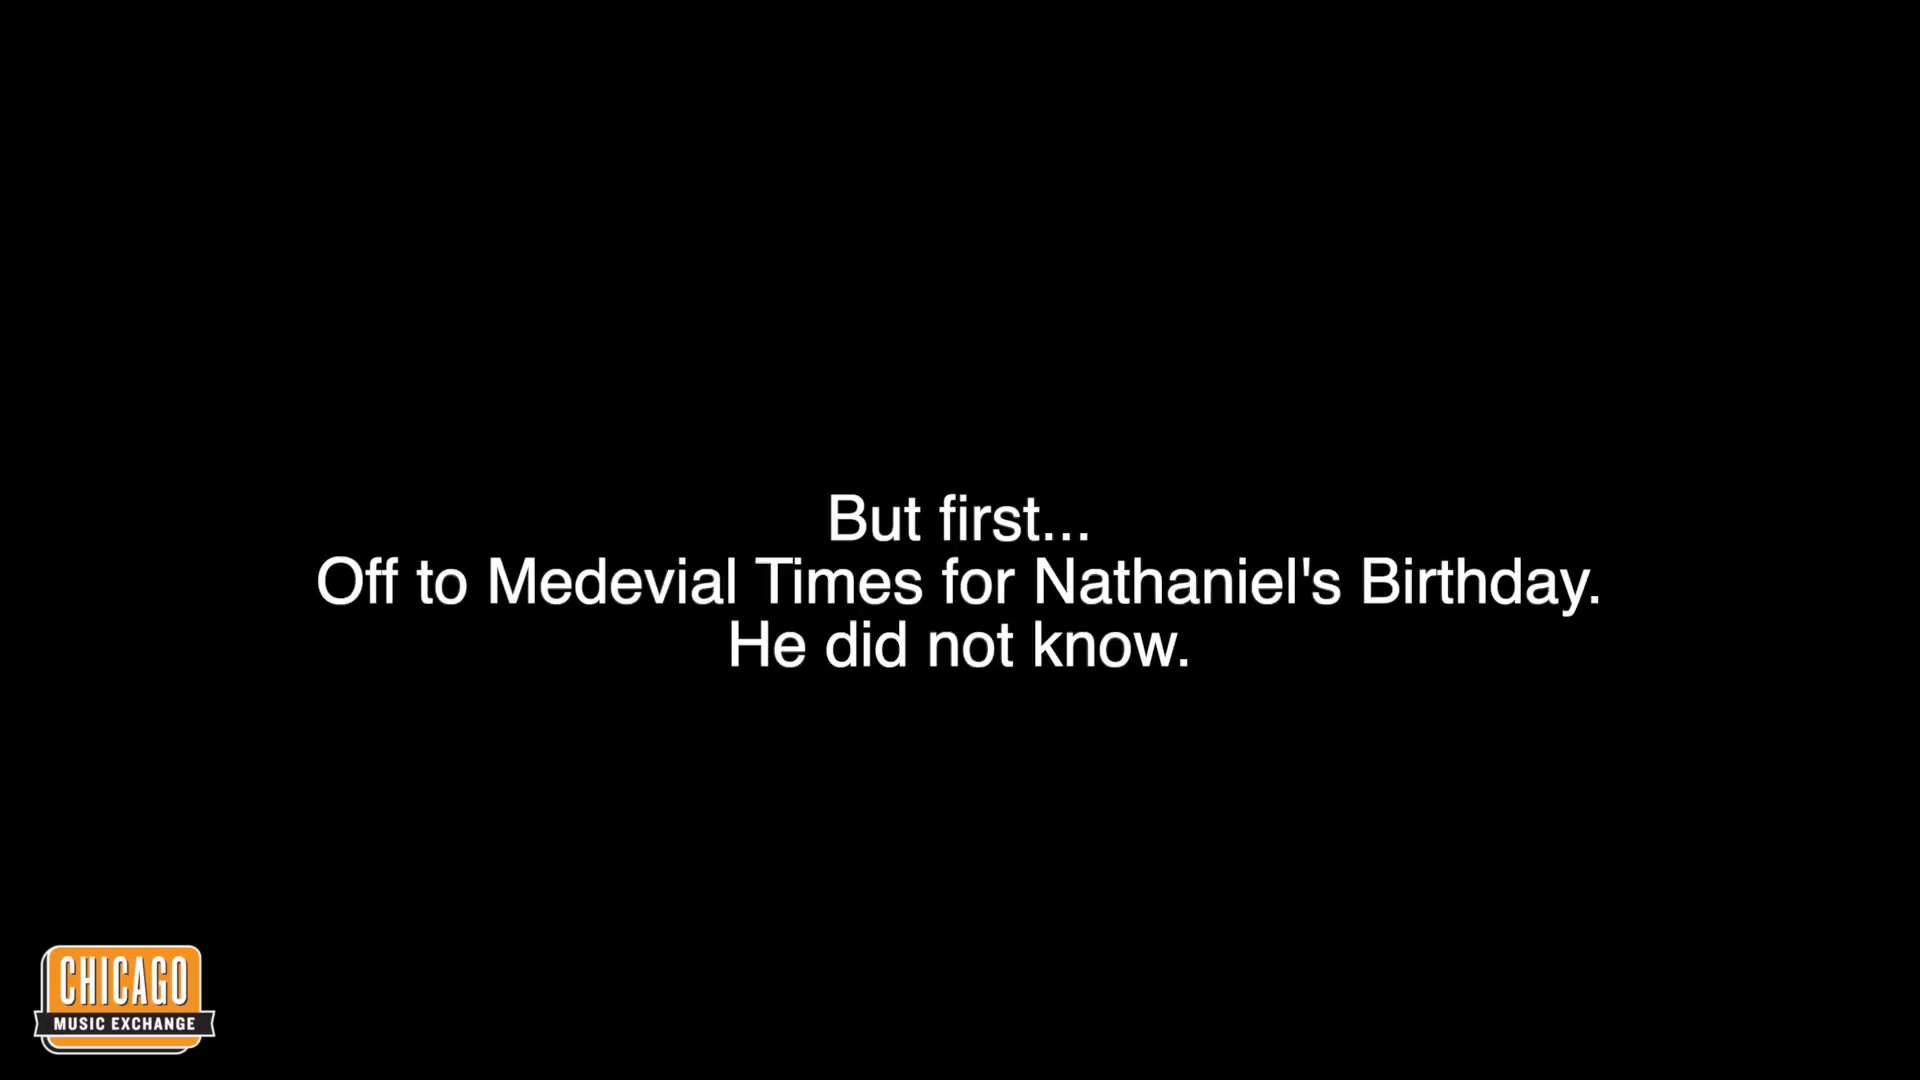 But first...
Off to Medevial Times for Nathaniel's Birthday.
He did not know.
CHICAGO
MUSIC EXCHANGE